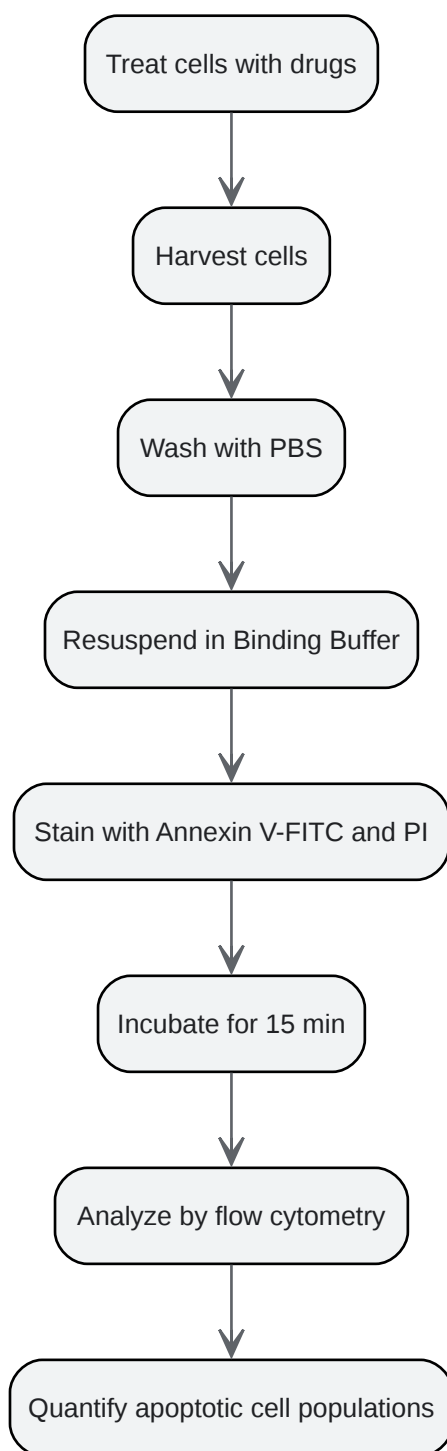 Treat cells with drugs
Harvest cells
Wash with PBS
Resuspend in Binding Buffer
Stain with Annexin V-FITC and PI
Incubate for 15 min
Analyze by flow cytometry
Quantify apoptotic cell populations